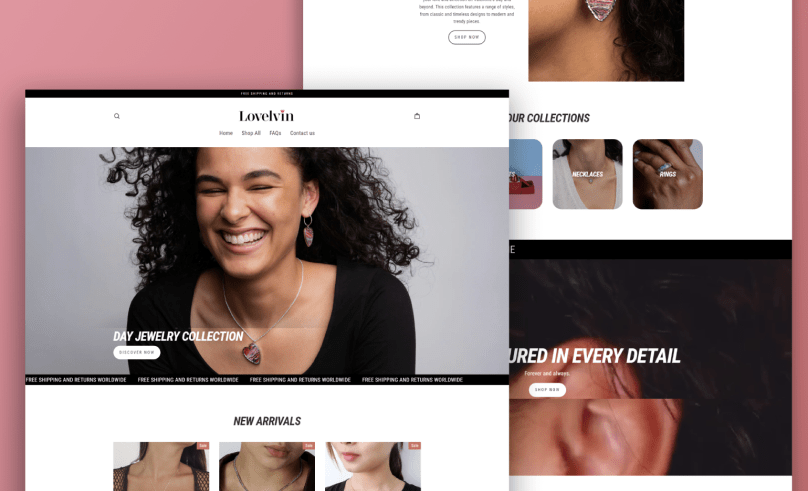 beyond. This collection features a range of styles,
from classic and timeless designs to modern and
trendy pieces.
SHOP NOW
FREE SHIPPING AND RETURNS
Lovelvin
Home Shop All FAQs Contact us
DAY JEWELRY COLLECTION
DISCOVER NOW
FREE SHIPPING AND RETURNS WORLDWIDE FREE SHIPPING AND RETURNS WORLDWIDE FREE SHIPPING AND RETURNS WORLDWIDE FREE SHIPPING AND RETURNS WORLDWIDE
NEW ARRIVALS
OUR COLLECTIONS
NECKLACES
RINGS
URED IN EVERY DETAIL
Forever and always.
SHOP NOW